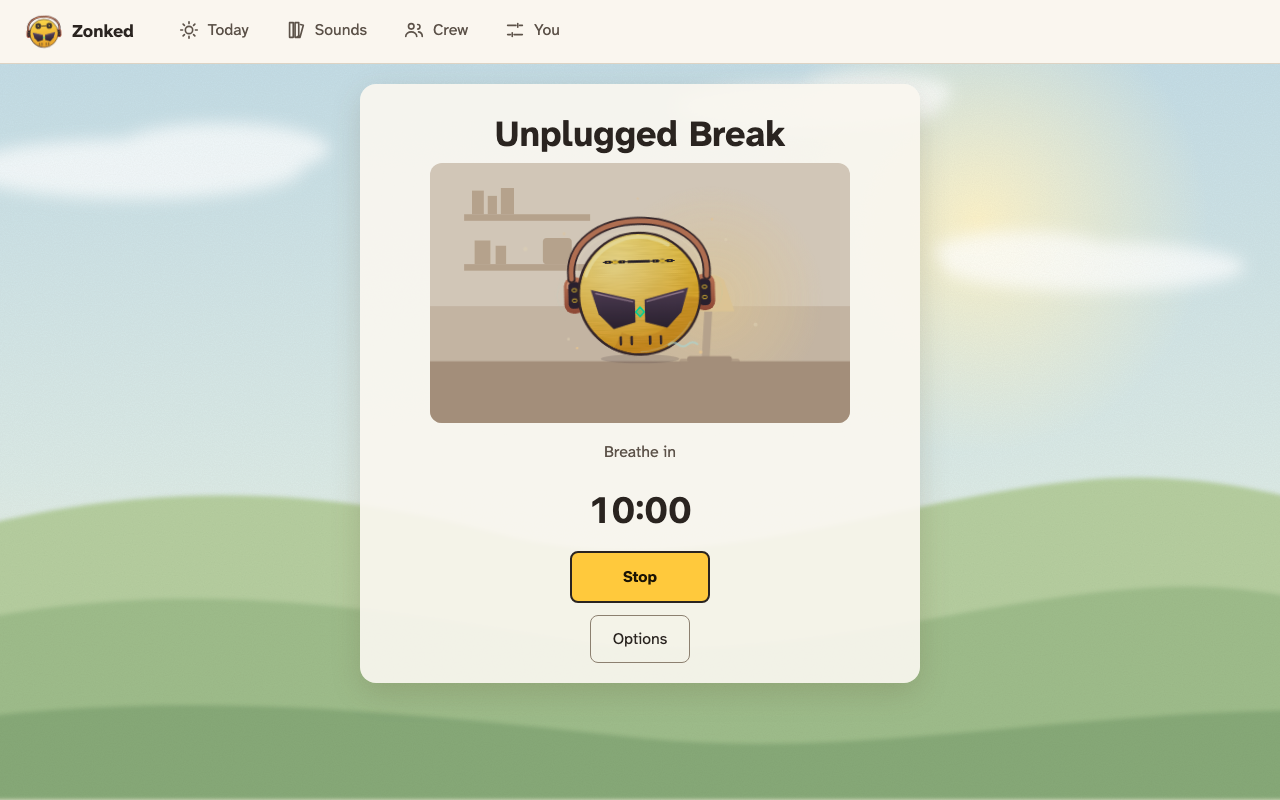 Zonked
Today
Sounds
Crew
You
Unplugged Break
Breathe in
10:00
Stop
Options